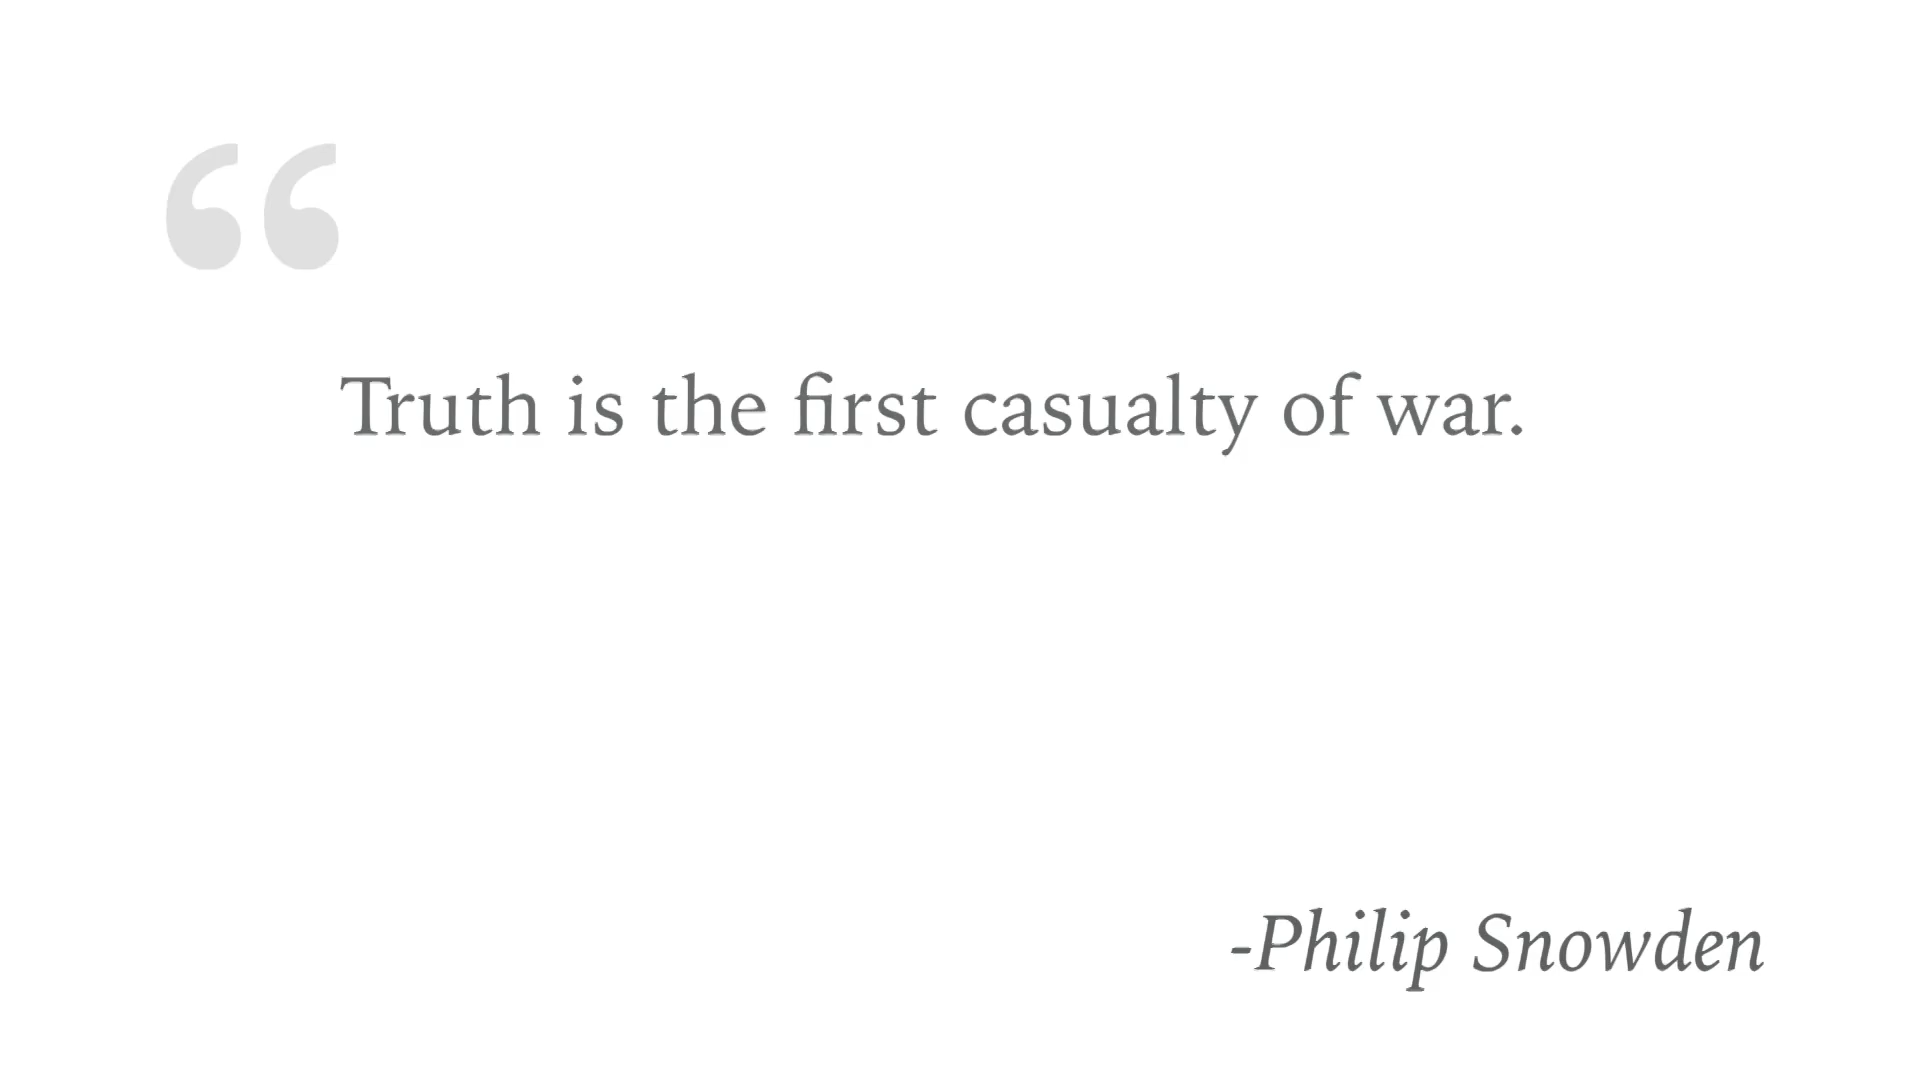 “
Truth is the first casualty of war.
-Philip Snowden